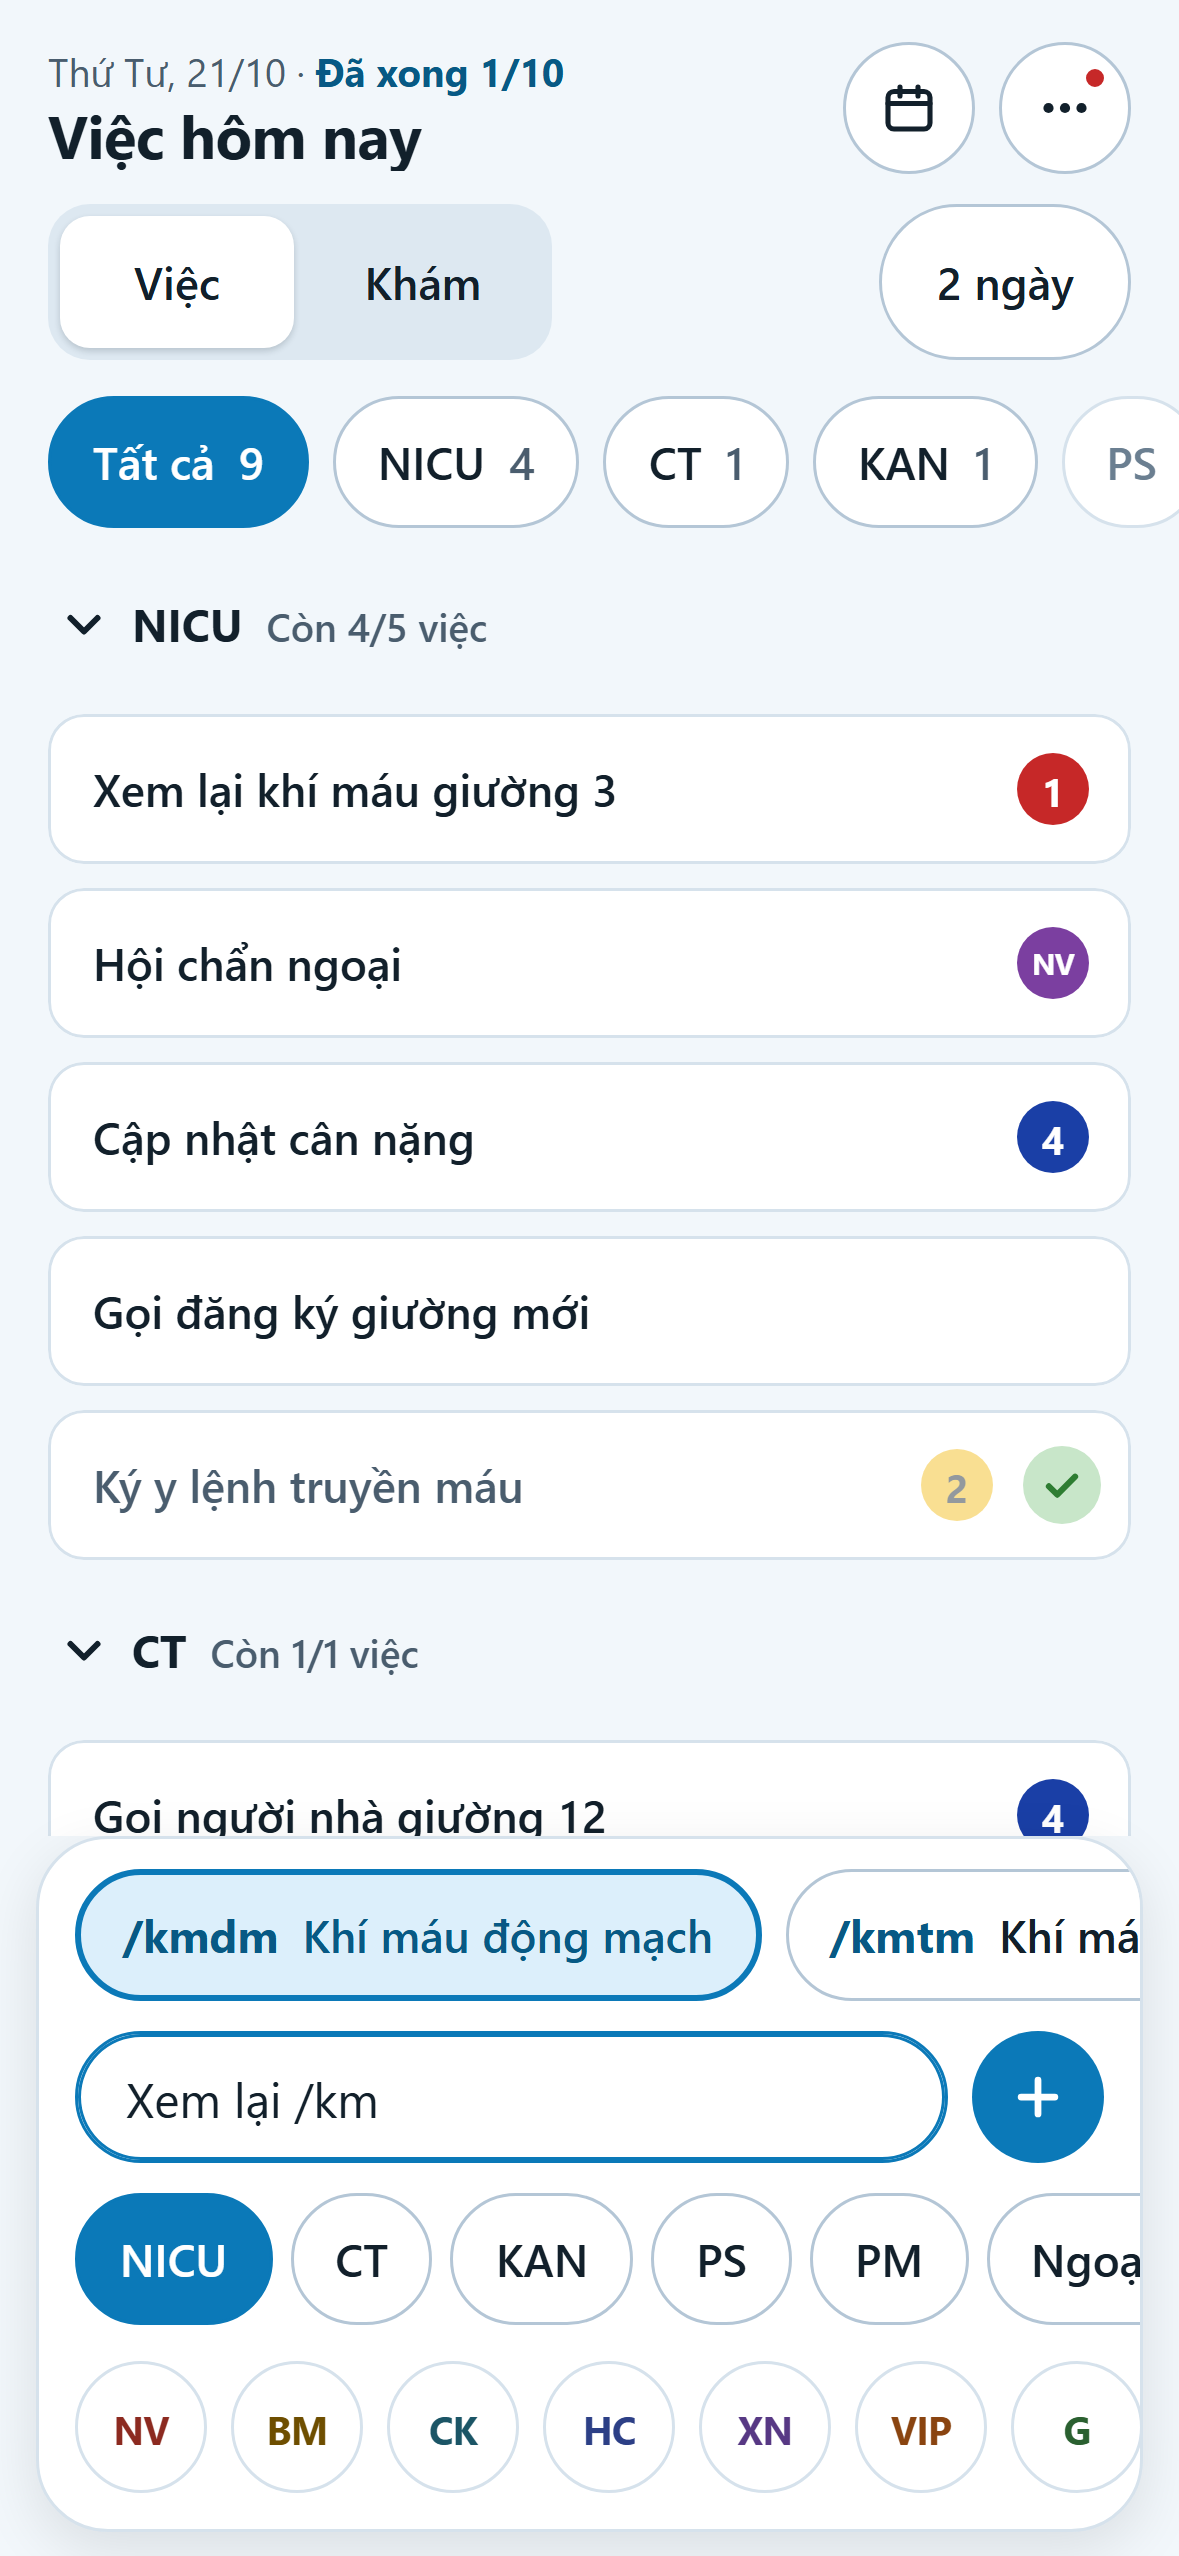 Thứ Tư, 21/10 · Đã xong 1/10
Việc hôm nay
Việc Khám 2 ngày
Tất cả 9 NICU 4 CT 1 KAN 1 PS
NICU Còn 4/5 việc
Xem lại khí máu giường 3 1
Hội chẩn ngoại NV
Cập nhật cân nặng 4
Gọi đăng ký giường mới
Ký y lệnh truyền máu 2
CT Còn 1/1 việc
Gọi người nhà giường 12 4
/kmdm Khí máu động mạch /kmtm Khí má
Xem lại /km
NICU CT KAN PS PM Ngoạ
NV BM CK HC XN VIP G